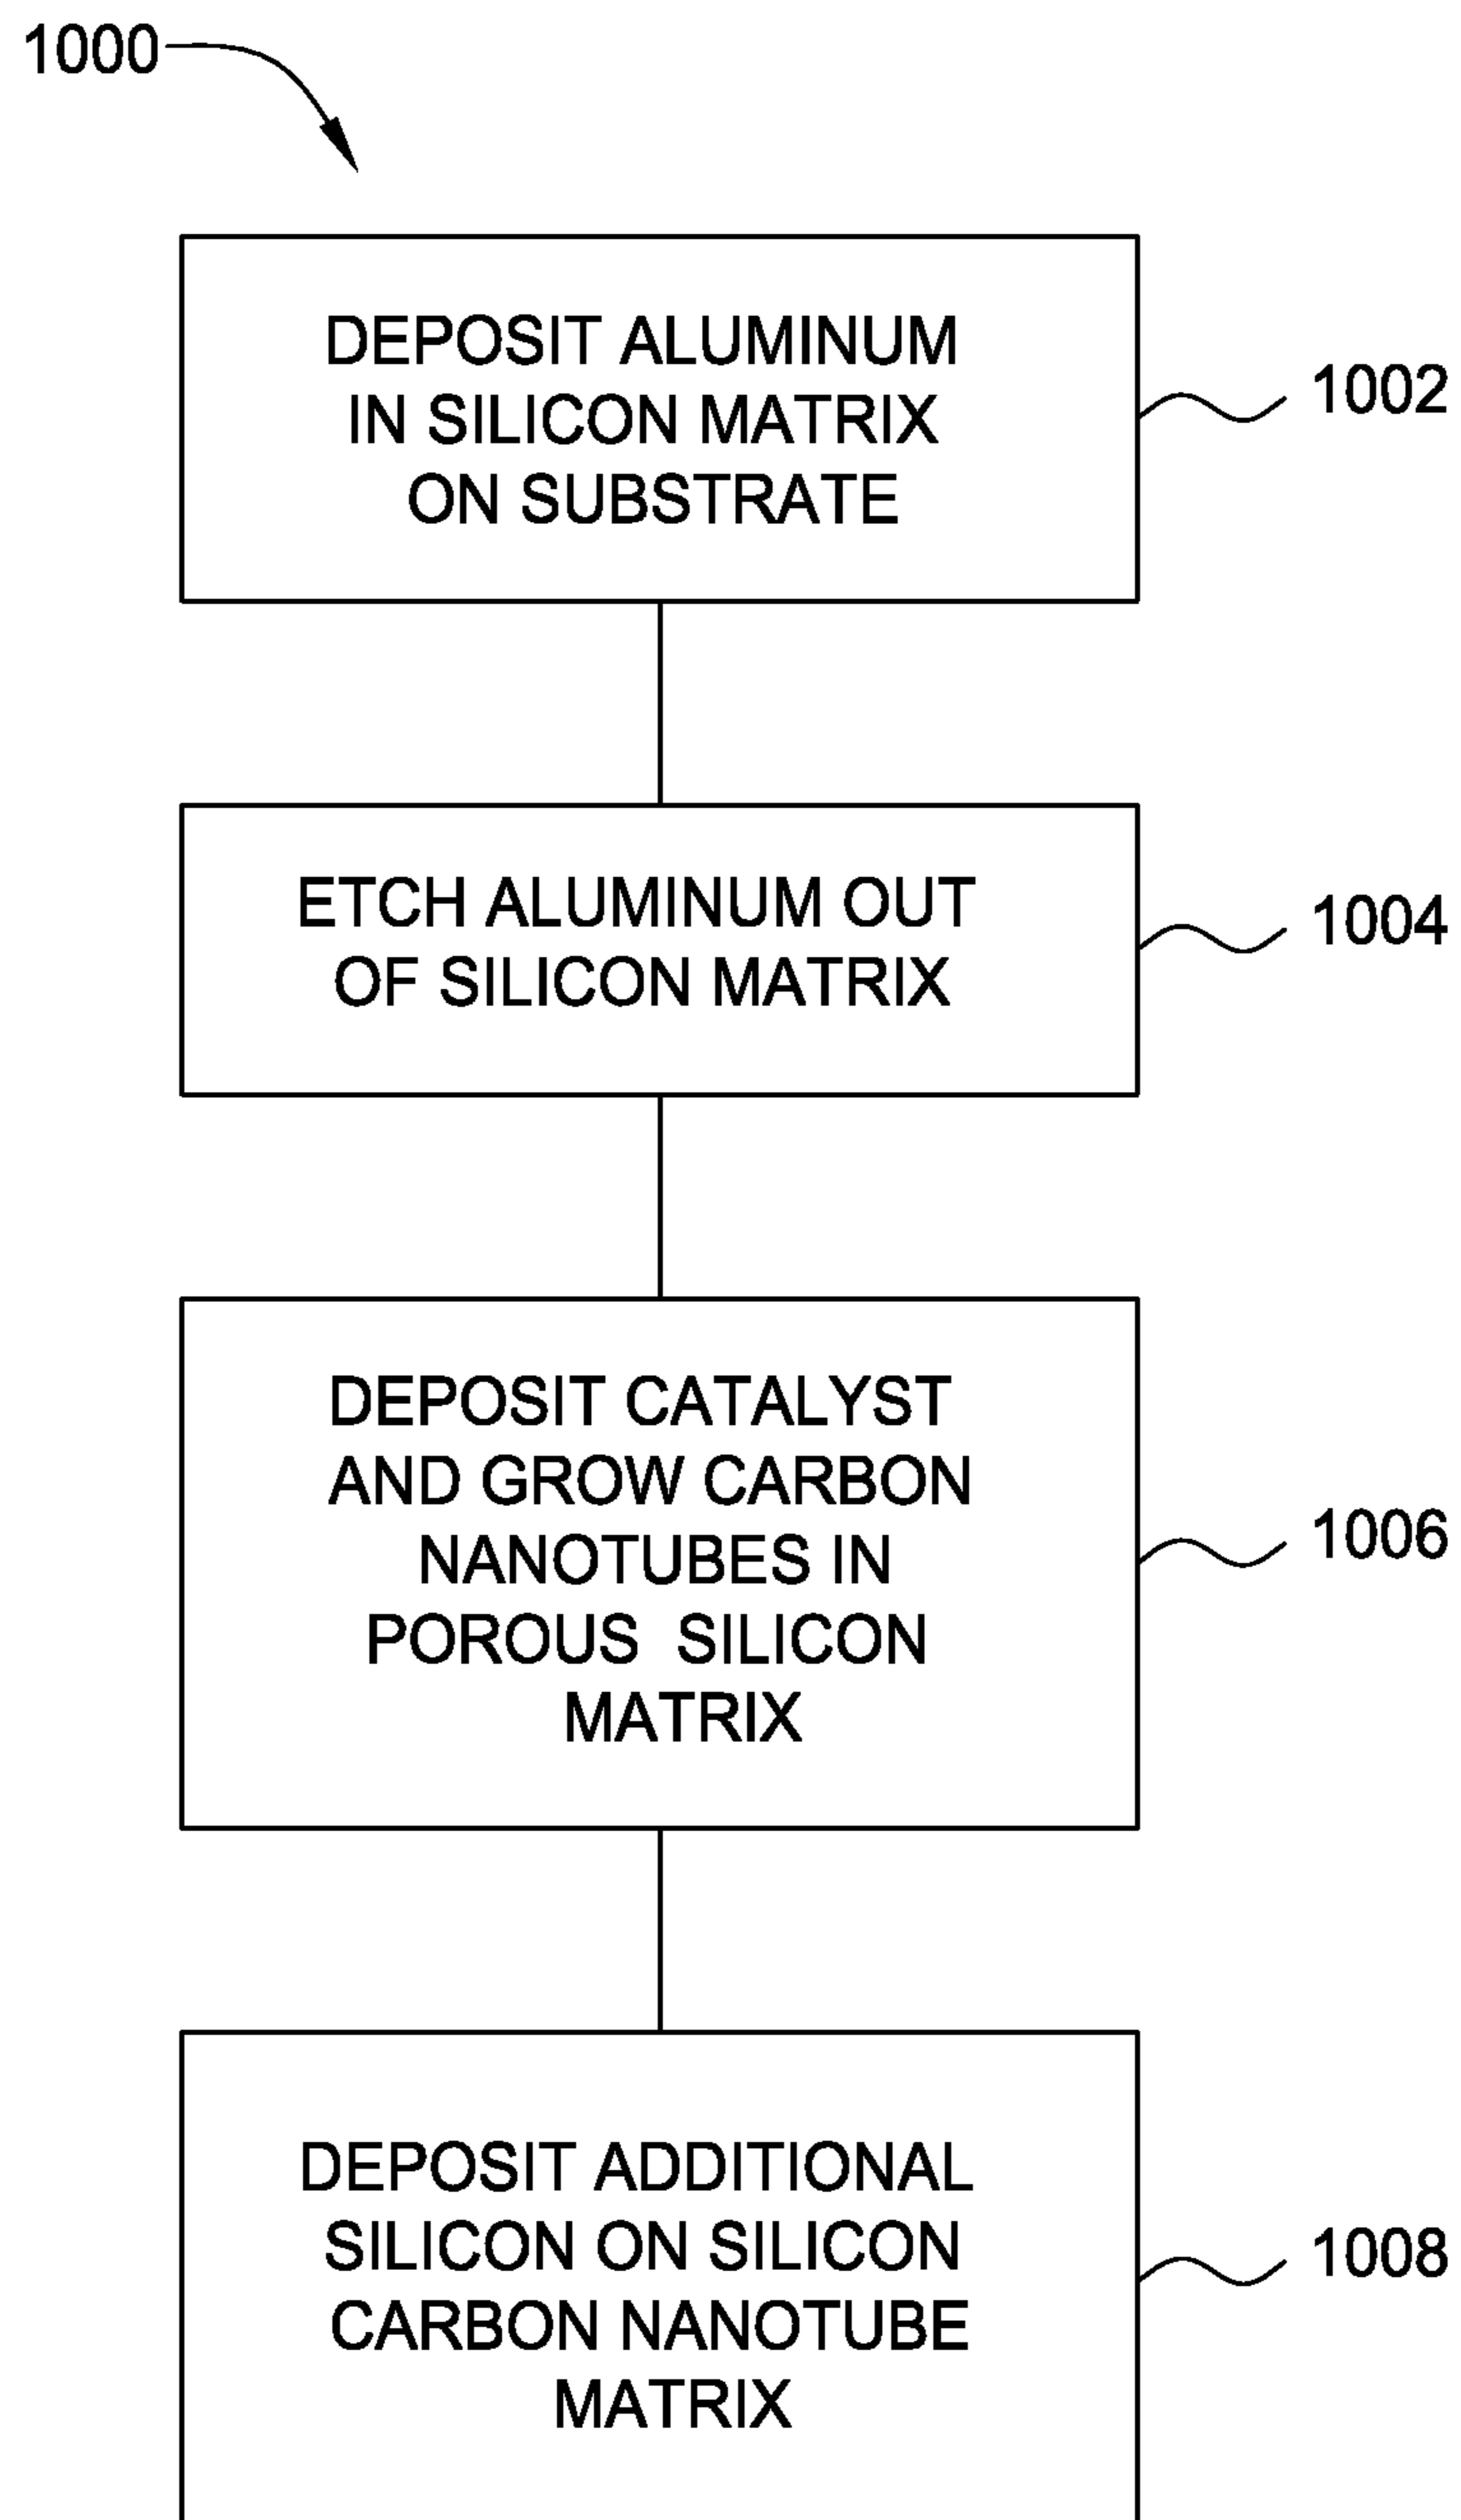 1000
DEPOSIT ALUMINUM
IN SILICON MATRIX
ON SUBSTRATE
1002
ETCH ALUMINUM OUT
OF SILICON MATRIX
1004
DEPOSIT CATALYST
AND GROW CARBON
NANOTUBES IN
POROUS SILICON
MATRIX
1006
DEPOSIT ADDITIONAL
SILICON ON SILICON
CARBON NANOTUBE
MATRIX
1008